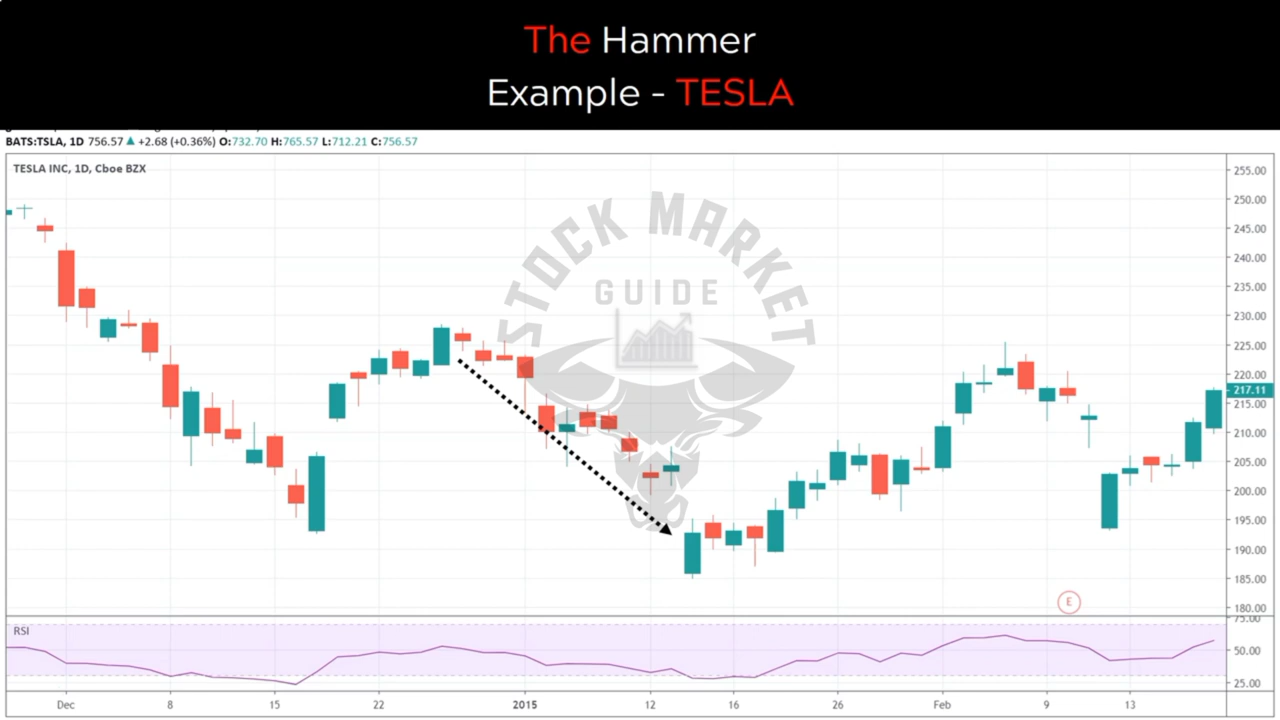 The Hammer
Example - TESLA
BATS:TSLA, 1D 756.57 ▲ +2.68 (+0.36%) O:732.70 H:765.57 L:712.21 C:756.57
TESLA INC, 1D, Cboe BZX
STOCK MARKET
GUIDE
255.00
250.00
245.00
240.00
235.00
230.00
225.00
220.00
217.11
215.00
210.00
205.00
200.00
195.00
190.00
185.00
180.00
E
RSI
75.00
50.00
25.00
Dec 8 15 22 2015 12 16 26 Feb 9 13